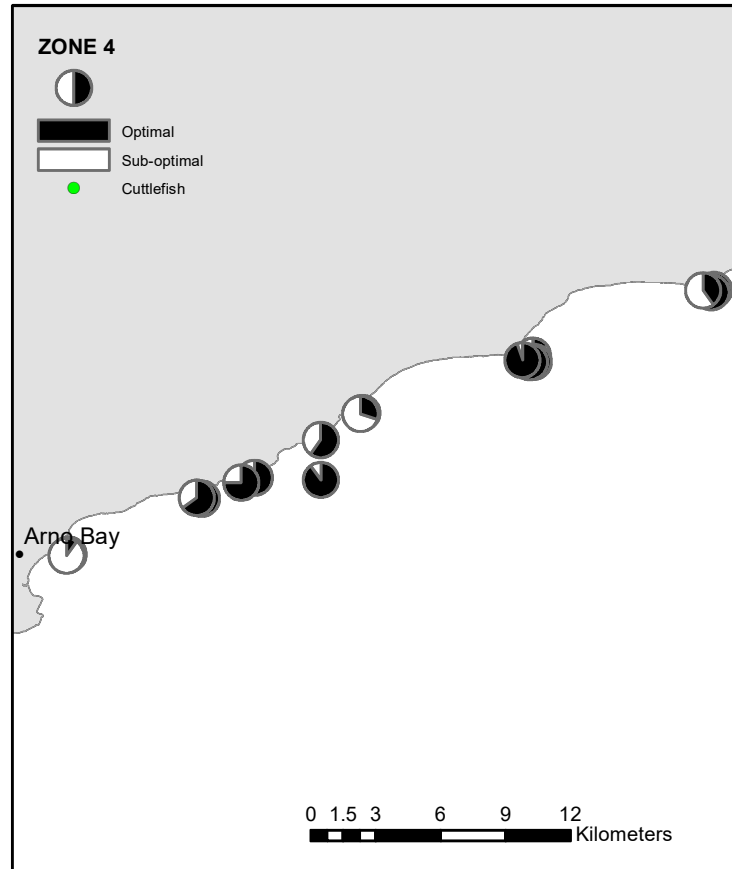 ZONE 4
Optimal
Sub-optimal
Cuttlefish
Arno Bay
0 1.5 3 6 9 12
Kilometers